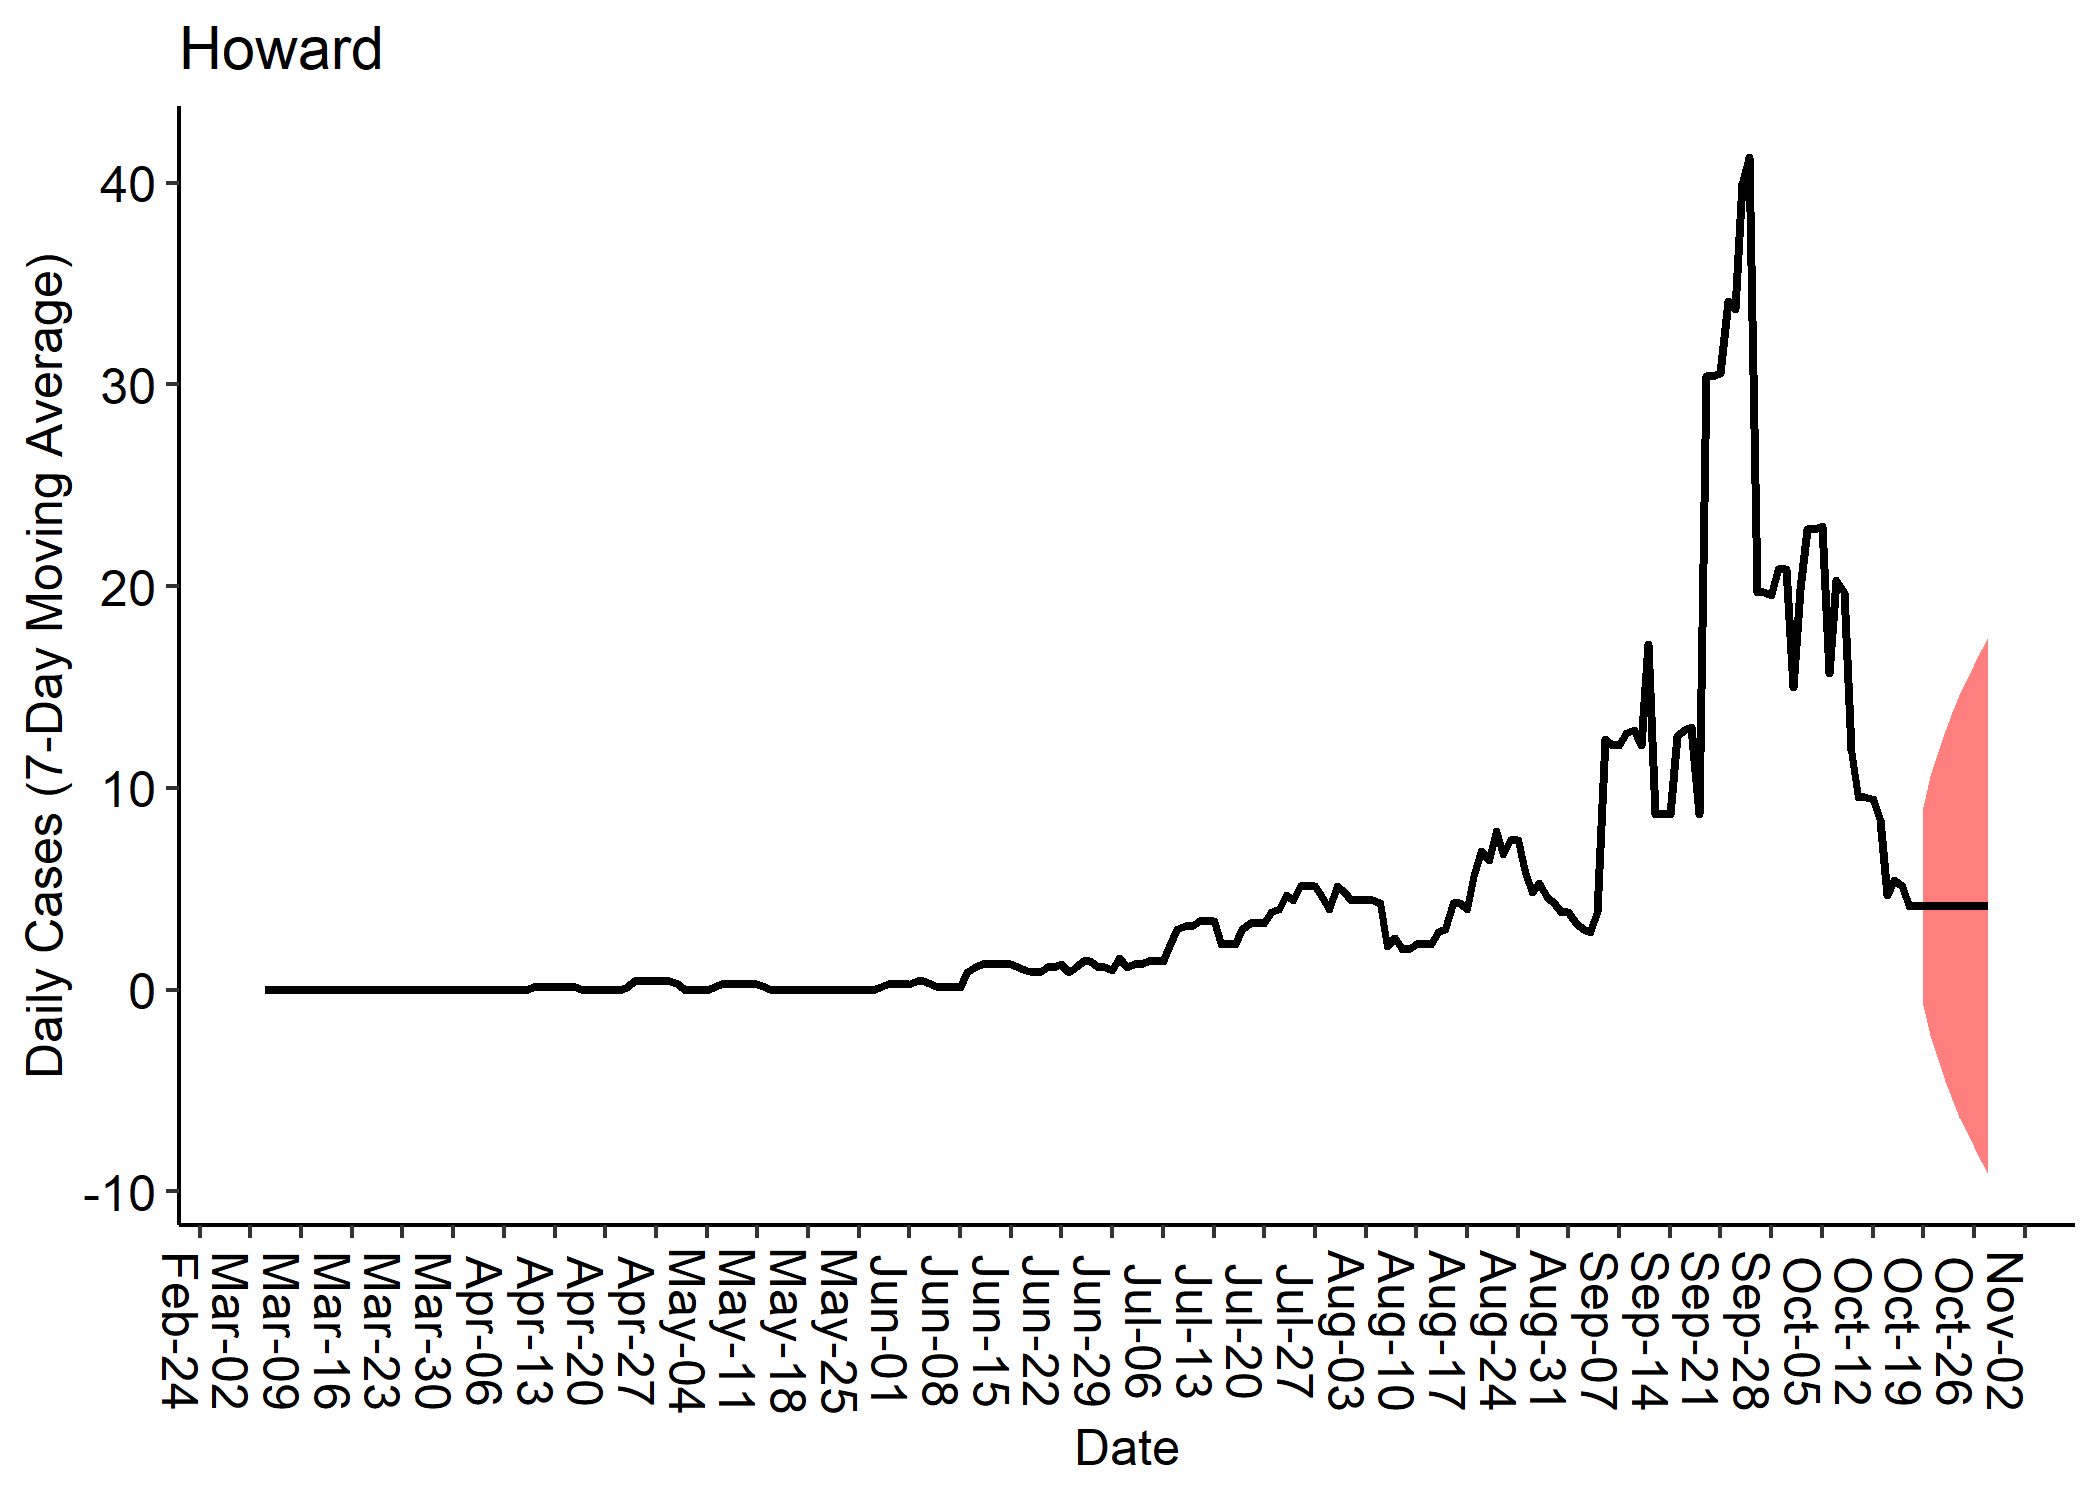 Howard
Daily Cases (7-Day Moving Average)
40
30
20
10
0
-10
Feb-24
Mar-02
Mar-09
Mar-16
Mar-23
Mar-30
Apr-06
Apr-13
Apr-20
Apr-27
May-04
May-11
May-18
May-25
Jun-01
Jun-08
Jun-15
Jun-22
Jun-29
Jul-06
Jul-13
Jul-20
Jul-27
Aug-03
Aug-10
Aug-17
Aug-24
Aug-31
Sep-07
Sep-14
Sep-21
Sep-28
Oct-05
Oct-12
Oct-19
Oct-26
Nov-02
Date